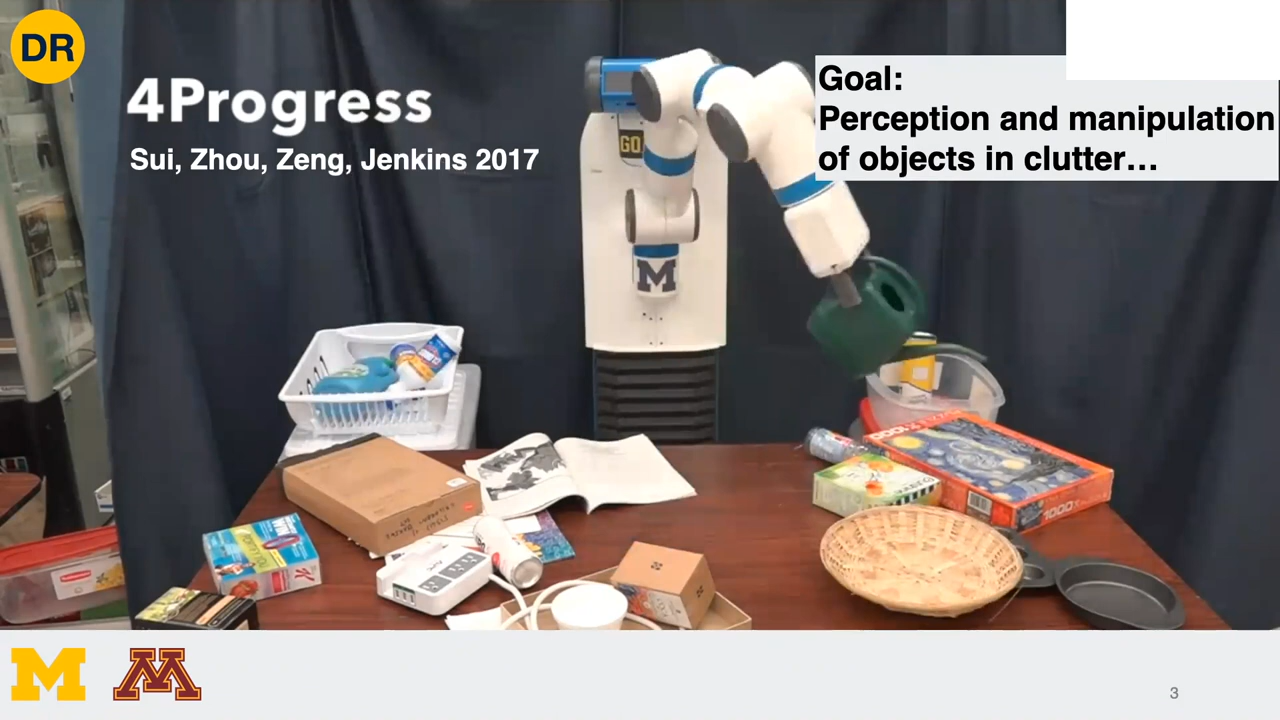 DR
4Progress
Sui, Zhou, Zeng, Jenkins 2017
Goal:
Perception and manipulation
of objects in clutter…
GO
M
1000
M
M
3